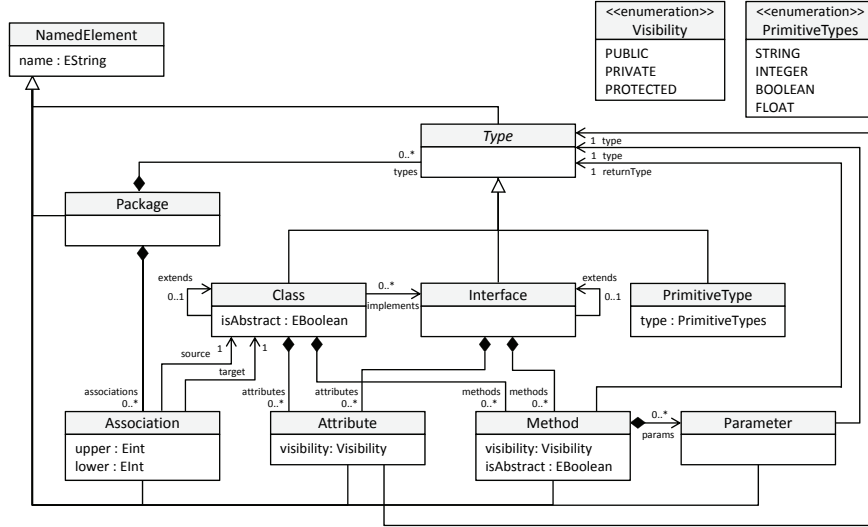 NamedElement
name : EString
<<enumeration>>
Visibility
PUBLIC
PRIVATE
PROTECTED
<<enumeration>>
PrimitiveTypes
STRING
INTEGER
BOOLEAN
FLOAT
Type
0..*
types
1 type
1 type
1 returnType
Package
extends
0..1
Class
isAbstract : EBoolean
0..*
implements
Interface
extends
0..1
PrimitiveType
type : PrimitiveTypes
source
1
target
1
associations
0..*
attributes
0..*
attributes
0..*
methods
0..*
methods
0..*
Association
upper : Eint
lower : EInt
Attribute
visibility: Visibility
Method
visibility: Visibility
isAbstract : EBoolean
0..*
params
Parameter